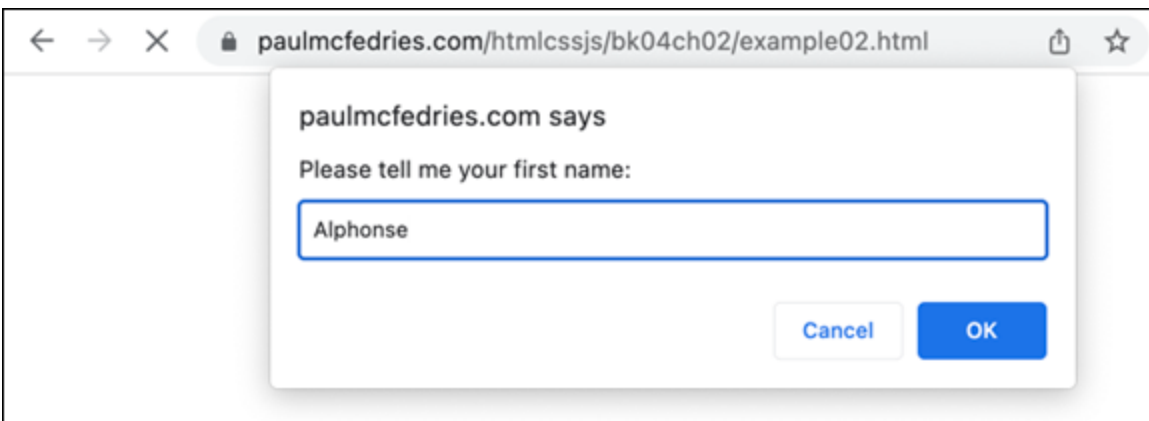 paulmcfedries.com/htmlcssjs/bk04ch02/example02.html
paulmcfedries.com says
Please tell me your first name:
Alphonse
Cancel OK